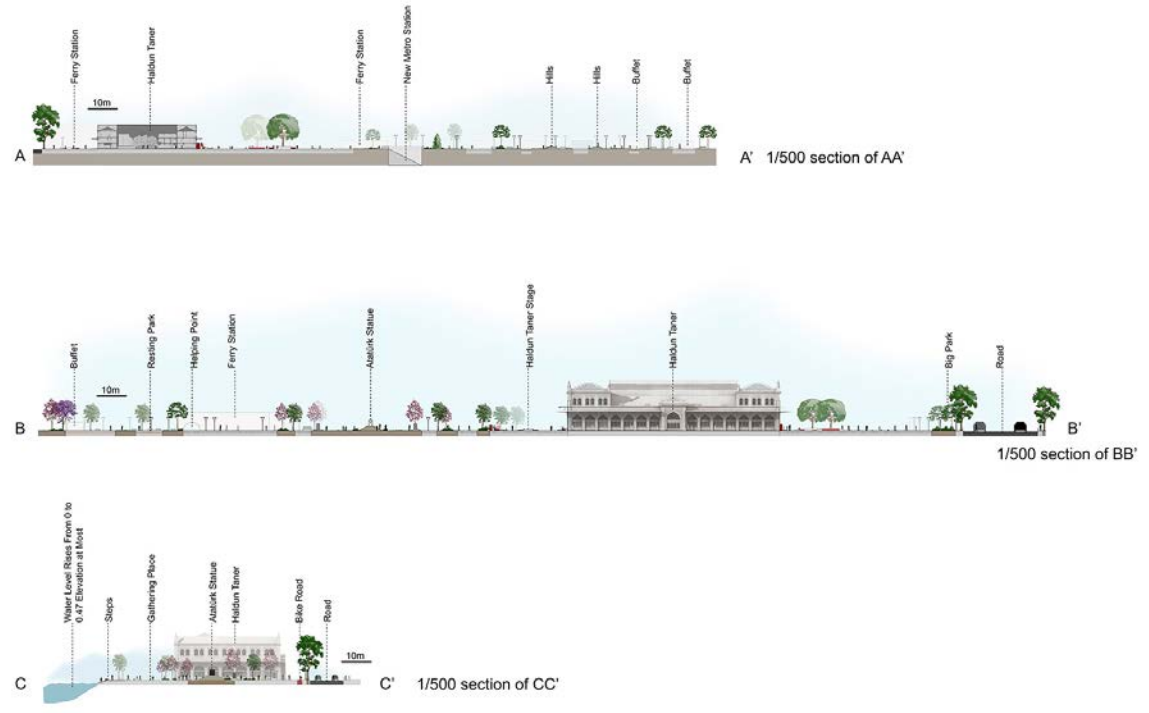 Ferry Station
Haldun Taner
Ferry Station
New Metro Station
Hills
Hills
Buffet
Buffet
10m
A
A' 1/500 section of AA'
Buffet
Resting Park
Helping Point
Ferry Station
Atatürk Statue
Haldun Taner Stage
Haldun Taner
Big Park
Road
10m
B
B'
1/500 section of BB'
Water Level Rises From 0 to
0.47 Elevation at Most
Steps
Gathering Place
Atatürk Statue
Haldun Taner
Bike Road
Road
10m
C
C' 1/500 section of CC'